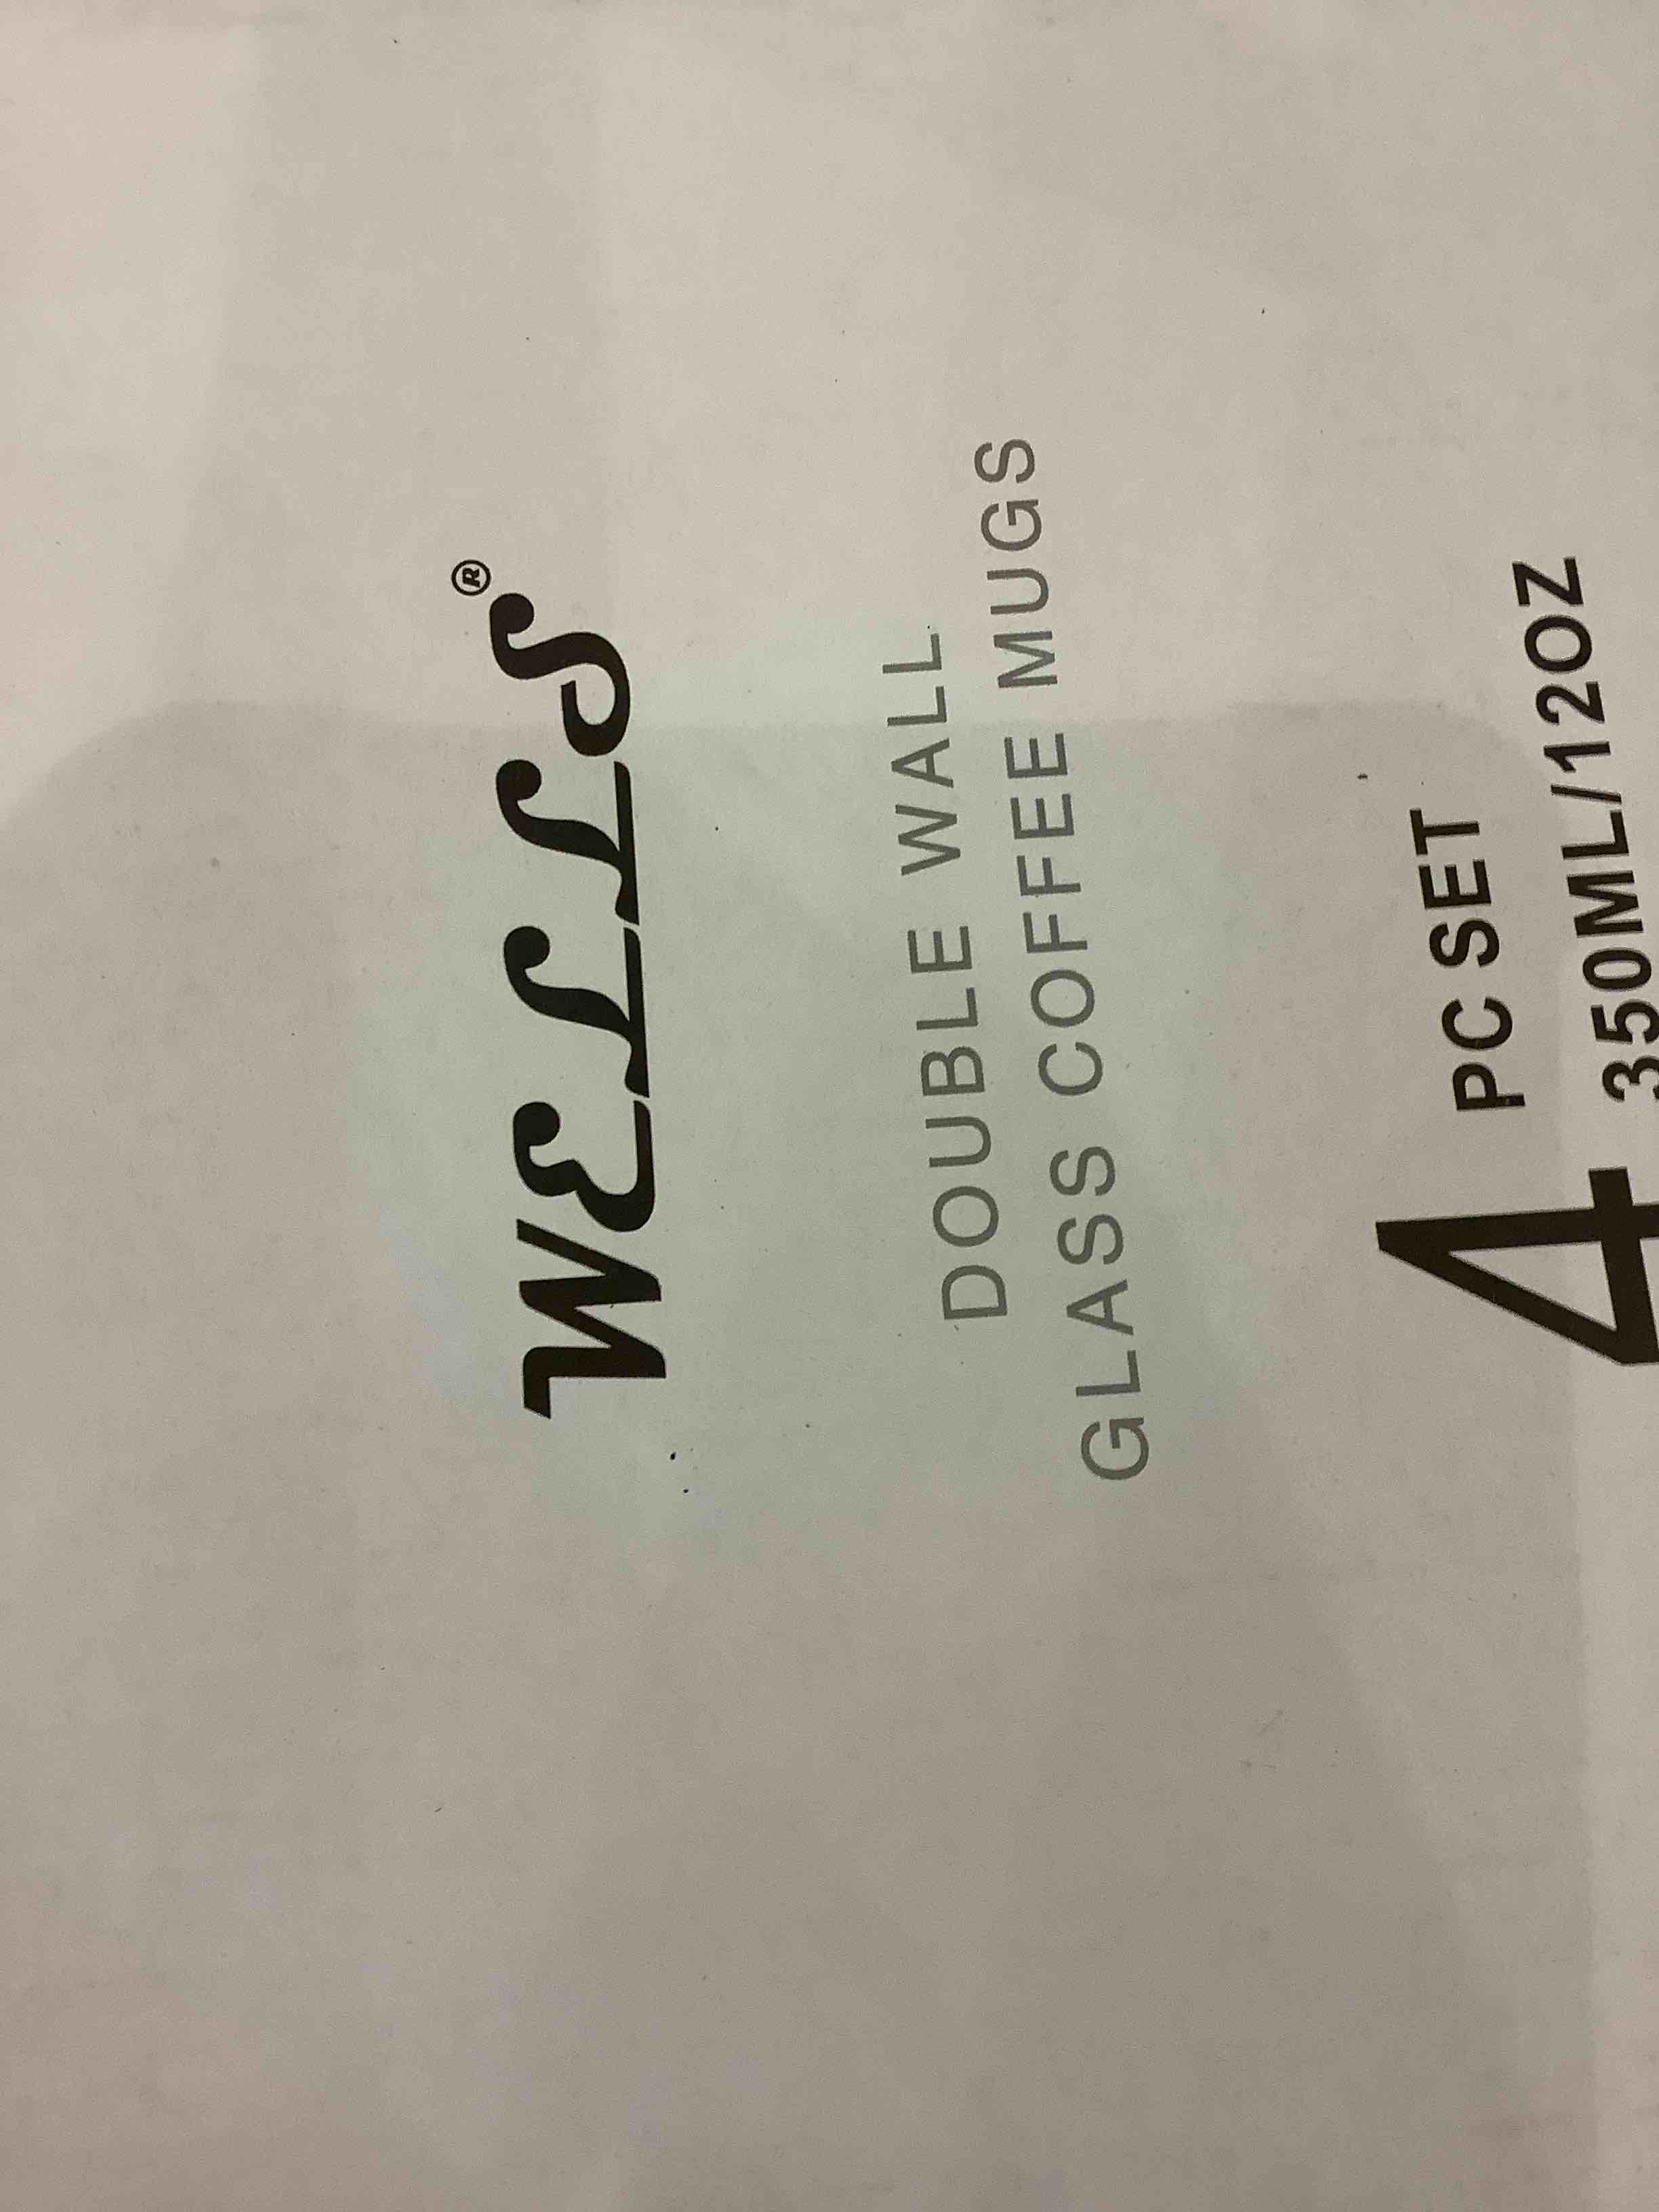 WELLS®
DOUBLE WALL
GLASS COFFEE MUGS
4 PC SET
350ML/12OZ